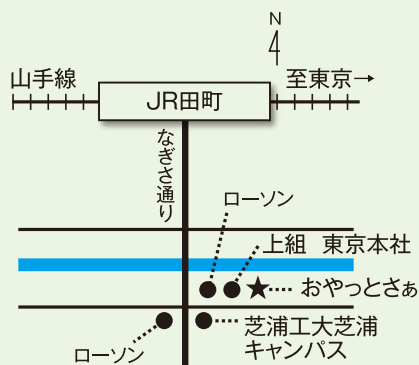 N
山手線
至東京→
JR田町
なぎさ通り
ローソン
上組 東京本社
★
おやっとさぁ
芝浦工大芝浦
キャンパス
ローソン